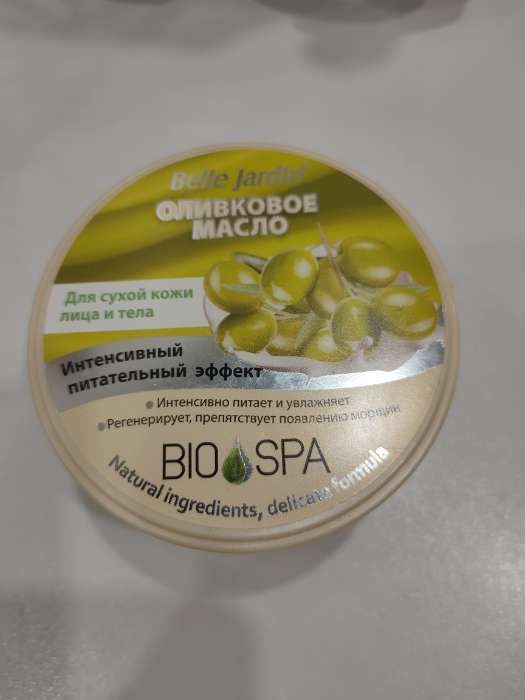 Belle Jardin
ОЛИВКОВОЕ
МАСЛО
Для сухой кожи
лица и тела
Интенсивный
питательный эффект
Интенсивно питает и увлажняет
Регенерирует, препятствует появлению морщин
BIO SPA
Natural ingredients, delicate formula